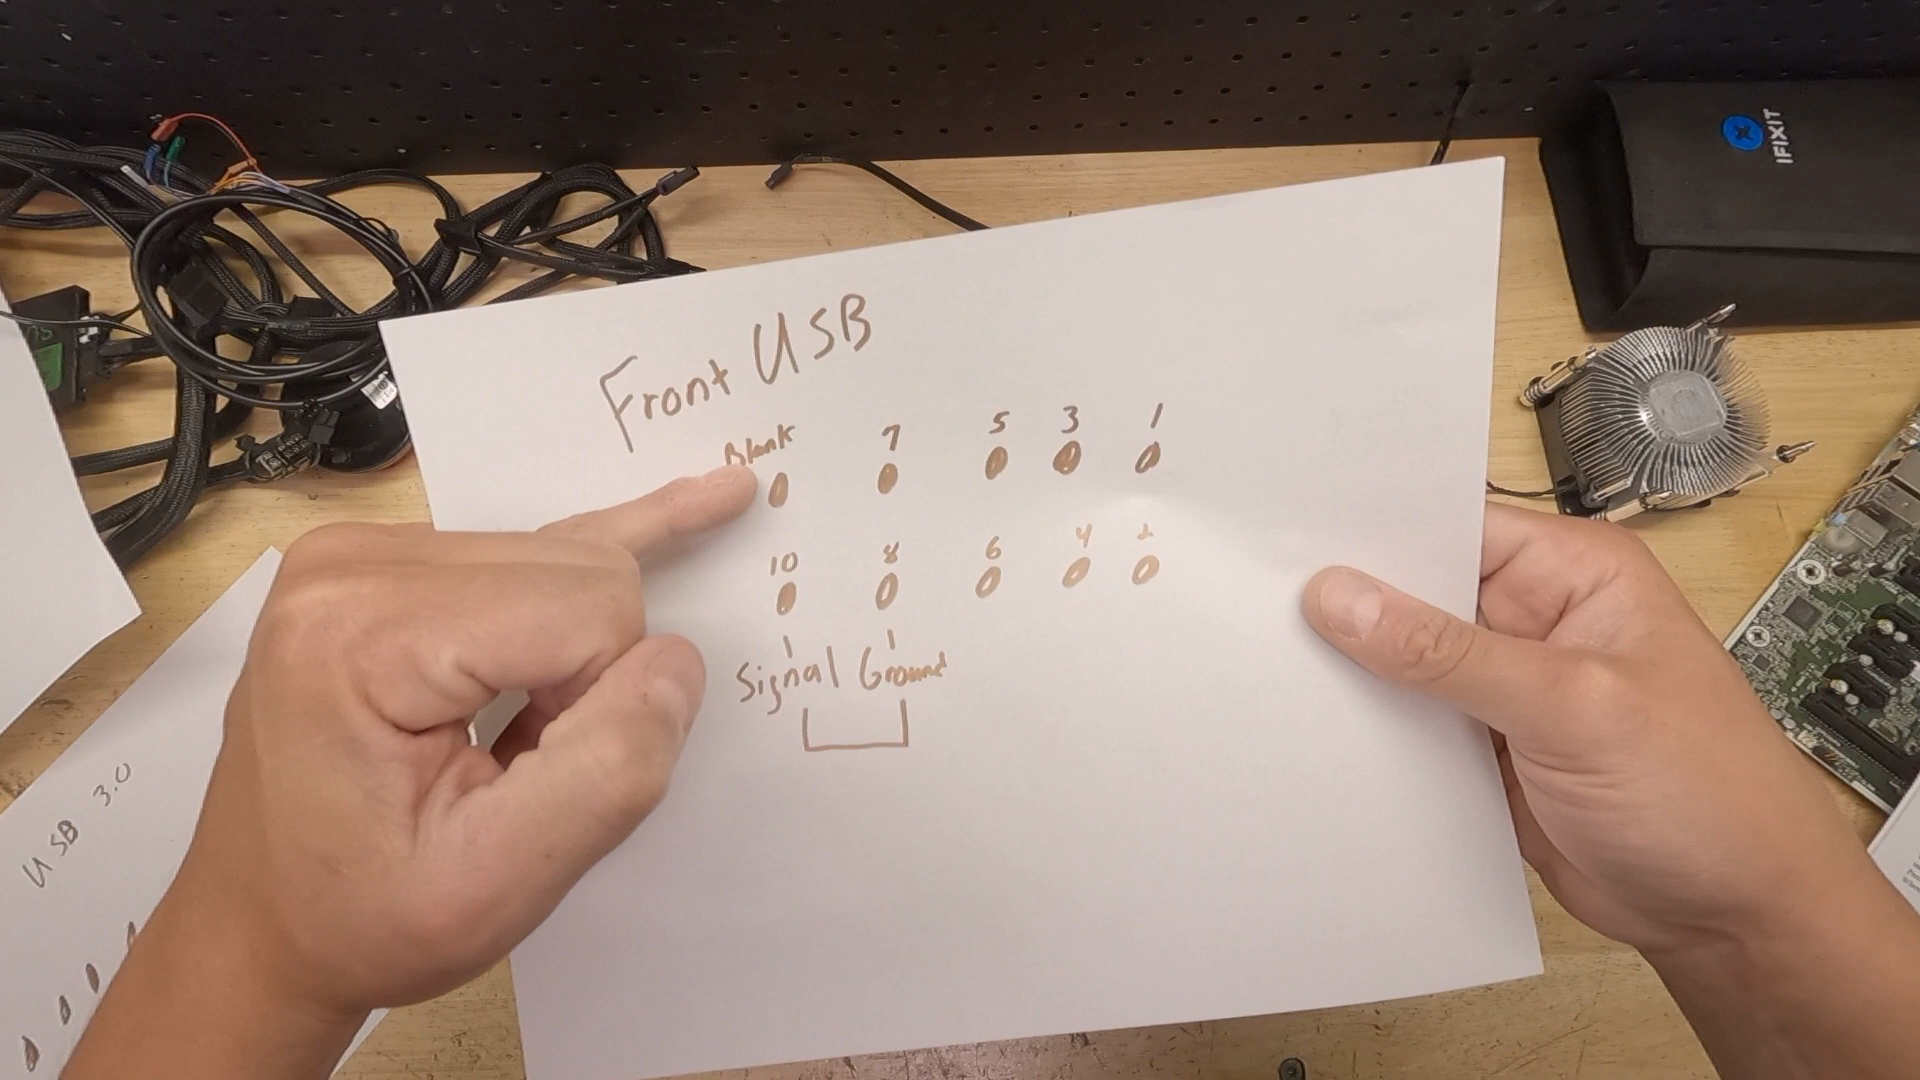 IFIXIT
Front USB
Blank 7 5 3 1
10 8 6 4 2
Signal Ground
USB 3.0